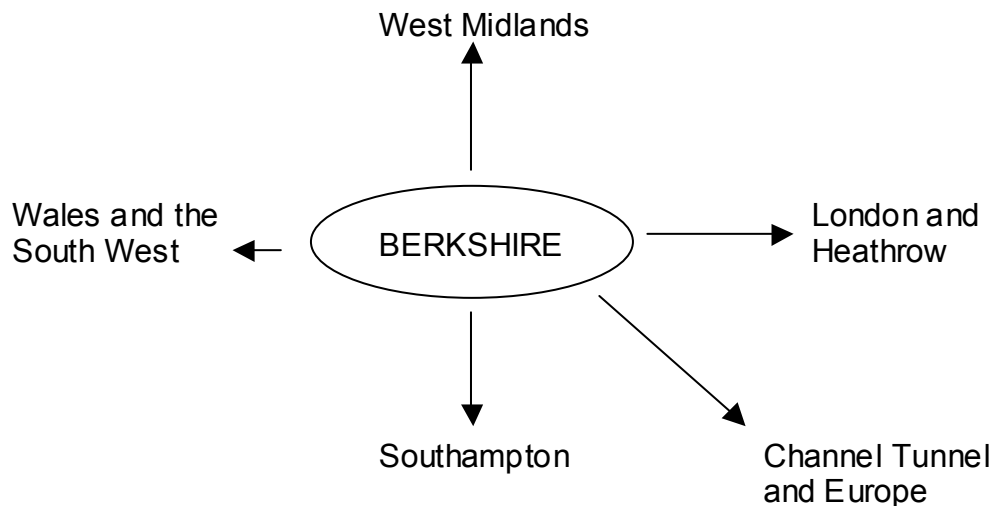 West Midlands
Wales and the
South West
BERKSHIRE
London and
Heathrow
Southampton
Channel Tunnel
and Europe